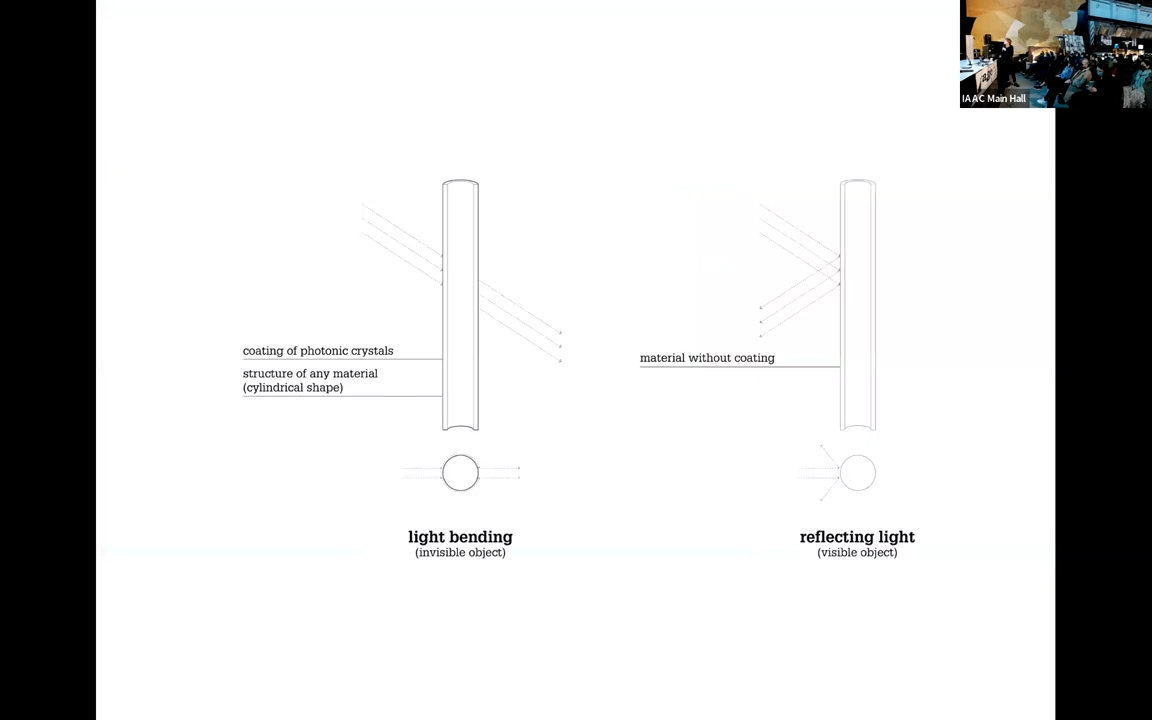 IAAC Main Hall
coating of photonic crystals
structure of any material
(cylindrical shape)
material without coating
light bending
(invisible object)
reflecting light
(visible object)